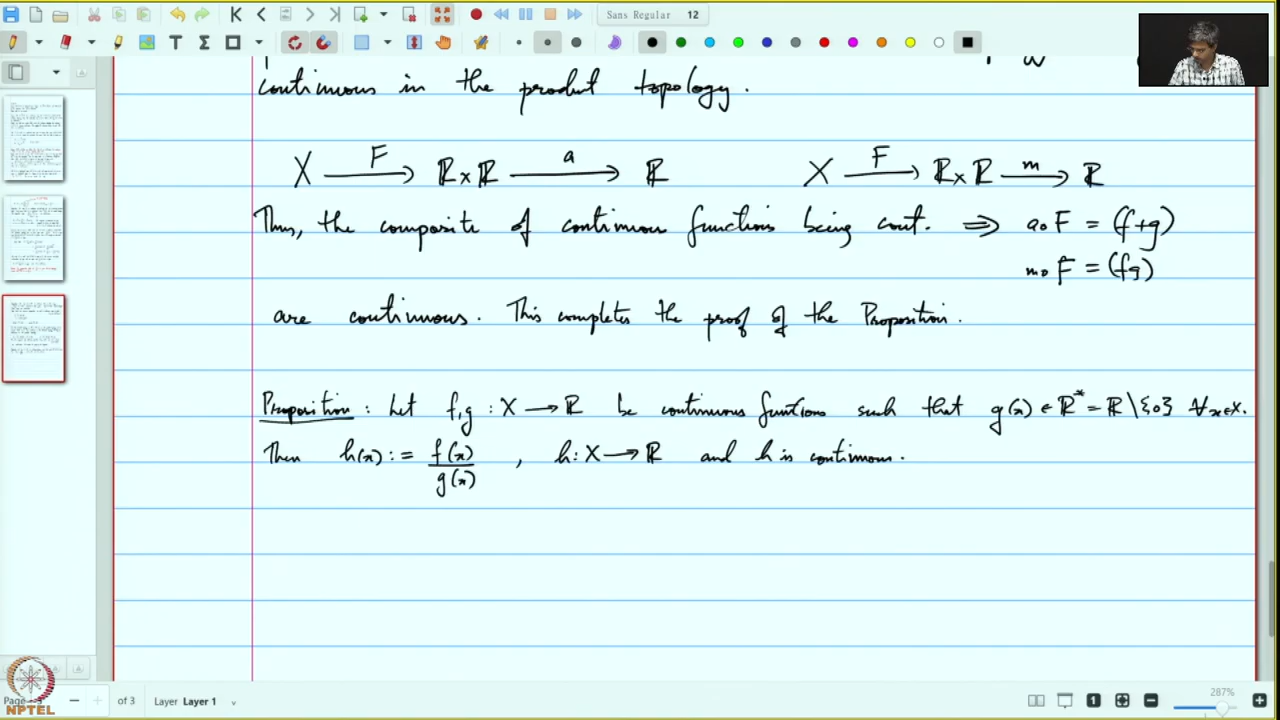 Sans Regular 12
continuous in the product topology.
X —F→ ℝ×ℝ —a→ ℝ    X —F→ ℝ×ℝ —m→ ℝ
Thus, the composite of continuous functions being cont. ⟹ a∘F = (f+g)
m∘F = (fg)
are continuous. This completes the proof of the Proposition.
Proposition: Let f,g : X → ℝ be continuous functions such that g(x) ∈ ℝ* = ℝ\{0} ∀x∈X.
Then h(x) := f(x)/g(x) , h: X → ℝ and h is continuous.
NPTEL
Page of 3 Layer Layer 1
287%